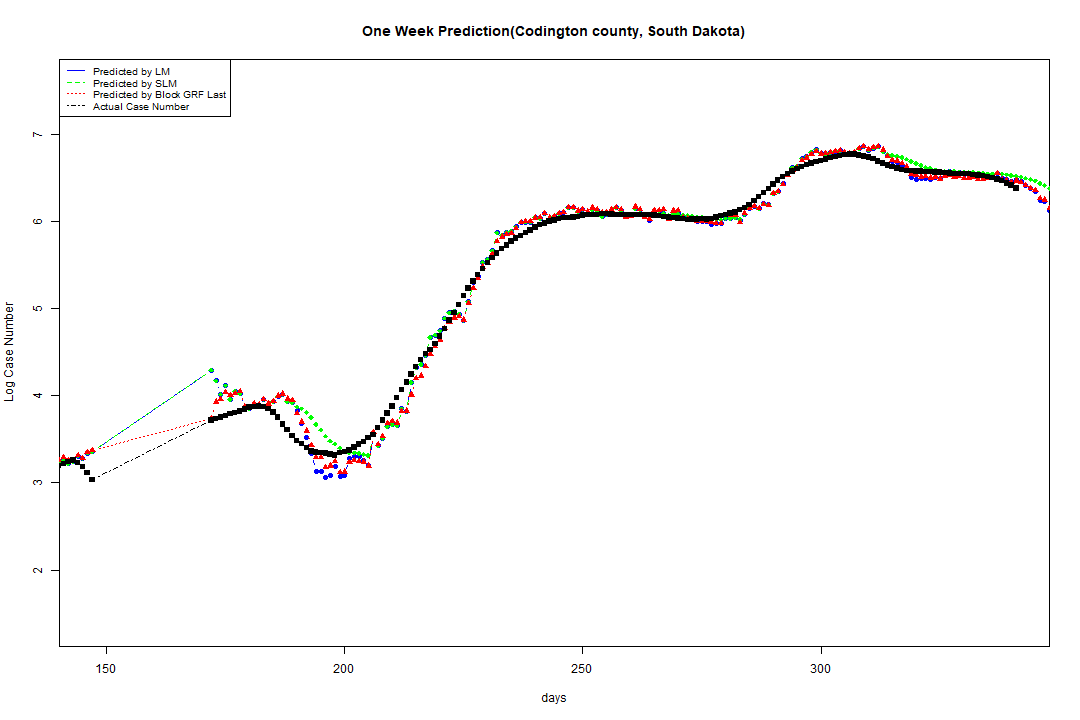 One Week Prediction(Codington county, South Dakota)
Predicted by LM
Predicted by SLM
Predicted by Block GRF Last
Actual Case Number
7
6
5
4
3
2
Log Case Number
150 200 250 300
days